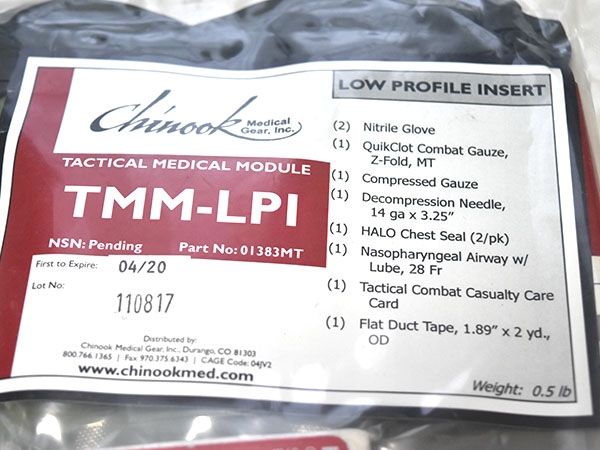 Chinook Medical Gear, Inc.
TACTICAL MEDICAL MODULE
TMM-LPI
NSN: Pending Part No: 01383MT
First to Expire: 04/20
Lot No: 110817
Distributed by:
Chinook Medical Gear, Inc., Durango, CO 81303
800.766.1365 | Fax 970.375.6343 | CAGE Code: 04JV2
www.chinookmed.com
LOW PROFILE INSERT
(2) Nitrile Glove
(1) QuikClot Combat Gauze,
Z-Fold, MT
(1) Compressed Gauze
(1) Decompression Needle,
14 ga x 3.25"
(1) HALO Chest Seal (2/pk)
(1) Nasopharyngeal Airway w/
Lube, 28 Fr
(1) Tactical Combat Casualty Care
Card
(1) Flat Duct Tape, 1.89" x 2 yd.,
OD
Weight: 0.5 lb